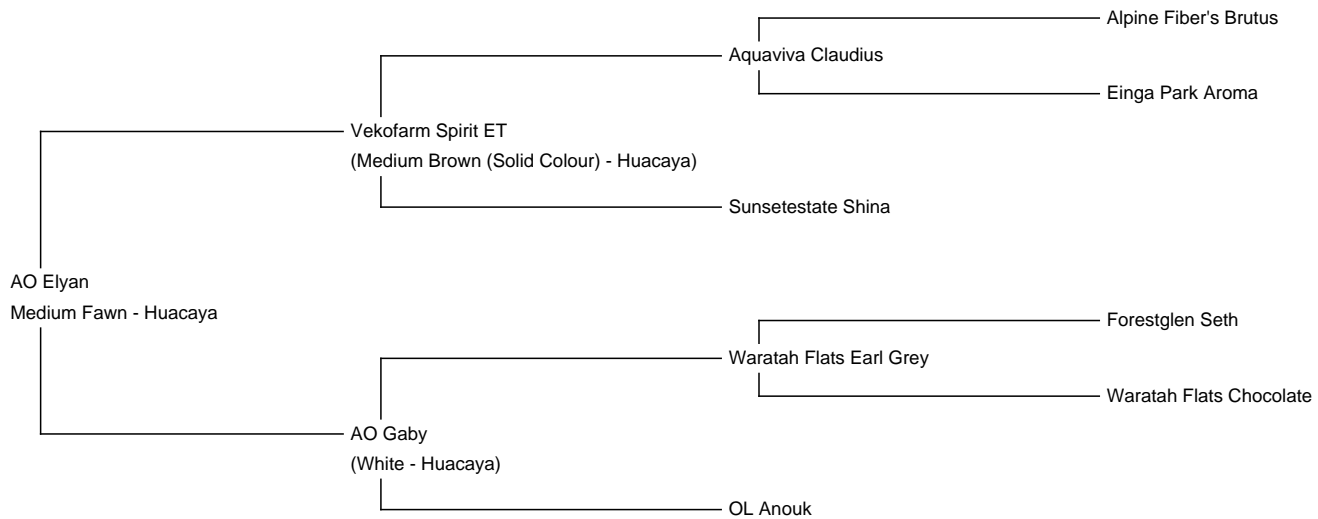 Alpine Fiber's Brutus
Aquaviva Claudius
Einga Park Aroma
Vekofarm Spirit ET
(Medium Brown (Solid Colour) - Huacaya)
Sunsetestate Shina
AO Elyan
Medium Fawn - Huacaya
Forestglen Seth
Waratah Flats Earl Grey
Waratah Flats Chocolate
AO Gaby
(White - Huacaya)
OL Anouk